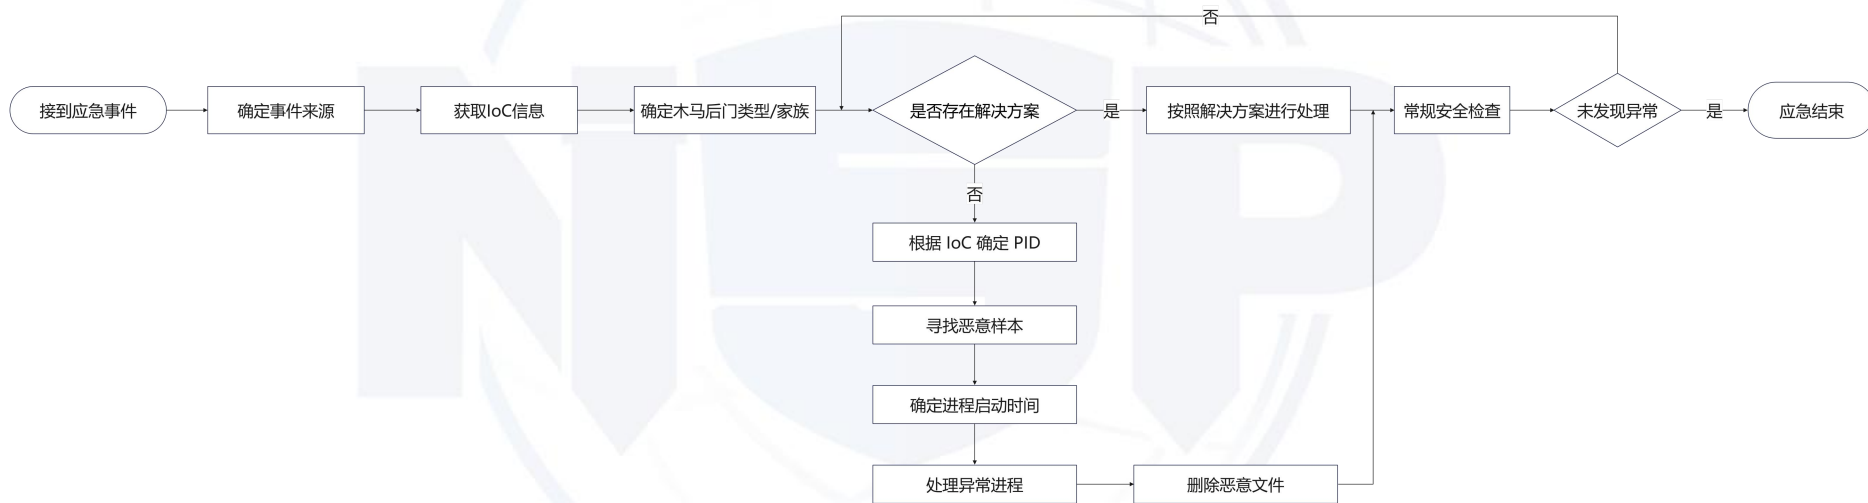 否
接到应急事件
确定事件来源
获取IoC信息
确定木马后门类型/家族
是否存在解决方案
是
按照解决方案进行处理
常规安全检查
未发现异常
是
应急结束
否
根据 IoC 确定 PID
寻找恶意样本
确定进程启动时间
处理异常进程
删除恶意文件
NOP